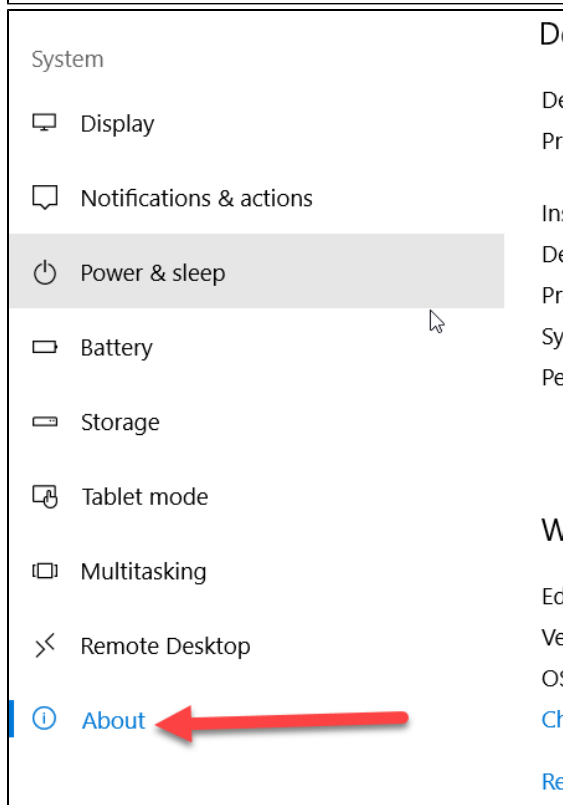 System
Display
Notifications & actions
Power & sleep
Battery
Storage
Tablet mode
Multitasking
Remote Desktop
About